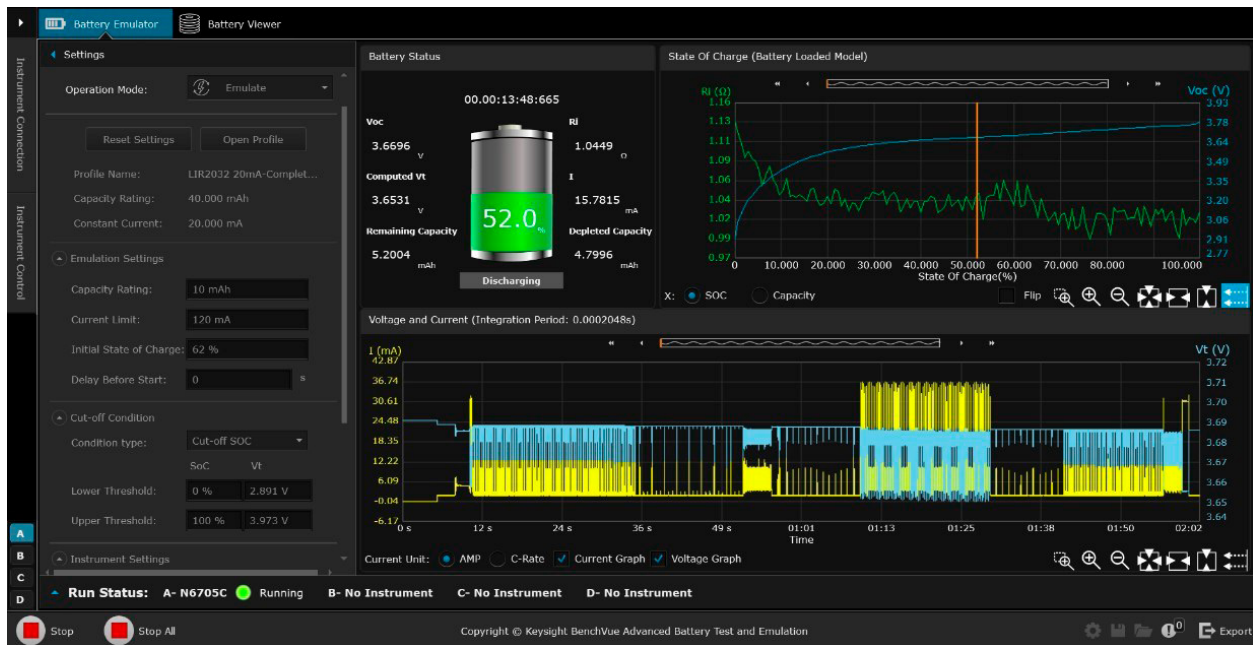 Battery Emulator
Battery Viewer
Instrument Connection
Instrument Control
A
B
C
D
Settings
Operation Mode:
Emulate
Reset Settings
Open Profile
Profile Name: LIR2032 20mA-Complet...
Capacity Rating: 40.000 mAh
Constant Current: 20.000 mA
Emulation Settings
Capacity Rating: 10 mAh
Current Limit: 120 mA
Initial State of Charge: 62 %
Delay Before Start: 0 s
Cut-off Condition
Condition type: Cut-off SOC
SoC Vt
Lower Threshold: 0 % 2.891 V
Upper Threshold: 100 % 3.973 V
Instrument Settings
Battery Status
00.00:13:48:665
Voc Ri
3.6696 V 1.0449 Ω
Computed Vt I
3.6531 V 15.7815 mA
52.0 %
Remaining Capacity Depleted Capacity
5.2004 mAh 4.7996 mAh
Discharging
State Of Charge (Battery Loaded Model)
Ri (Ω) Voc (V)
1.16 3.93
1.13 3.78
1.11 3.64
1.09 3.49
1.06 3.35
1.04 3.20
1.02 3.06
0.99 2.91
0.97 2.77
0 10.000 20.000 30.000 40.000 50.000 60.000 70.000 80.000 100.000
State Of Charge(%)
X: SOC Capacity Flip
Voltage and Current (Integration Period: 0.0002048s)
I (mA) Vt (V)
42.87 3.72
36.74 3.71
30.61 3.70
24.48 3.69
18.35 3.68
12.22 3.67
6.09 3.66
-0.04 3.65
-6.17 3.64
0 s 12 s 24 s 36 s 49 s 01:01 01:13 01:25 01:38 01:50 02:02
Time
Current Unit: AMP C-Rate Current Graph Voltage Graph
Run Status: A- N6705C Running B- No Instrument C- No Instrument D- No Instrument
Stop Stop All Copyright © Keysight BenchVue Advanced Battery Test and Emulation 0 Export